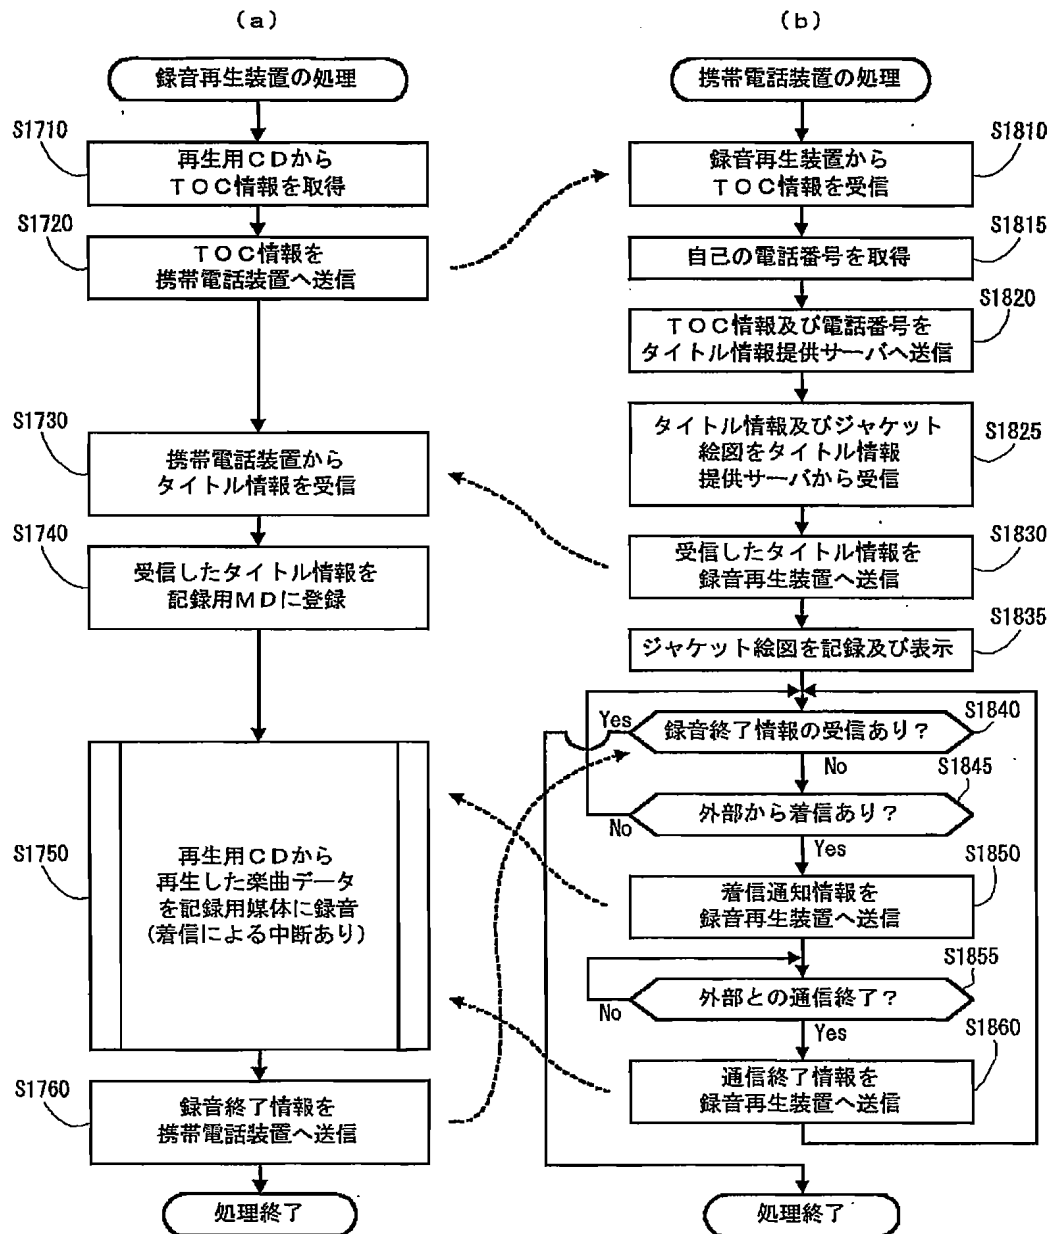 (a)
録音再生装置の処理
S1710
再生用CDから
TOC情報を取得
S1720
TOC情報を
携帯電話装置へ送信
S1730
携帯電話装置から
タイトル情報を受信
S1740
受信したタイトル情報を
記録用MDに登録
S1750
再生用CDから
再生した楽曲データ
を記録用媒体に録音
(着信による中断あり)
S1760
録音終了情報を
携帯電話装置へ送信
処理終了
(b)
携帯電話装置の処理
S1810
録音再生装置から
TOC情報を受信
S1815
自己の電話番号を取得
S1820
TOC情報及び電話番号を
タイトル情報提供サーバへ送信
S1825
タイトル情報及びジャケット
絵図をタイトル情報
提供サーバから受信
S1830
受信したタイトル情報を
録音再生装置へ送信
S1835
ジャケット絵図を記録及び表示
S1840
Yes
録音終了情報の受信あり?
No
S1845
外部から着信あり?
No
Yes
S1850
着信通知情報を
録音再生装置へ送信
S1855
外部との通信終了?
No
Yes
S1860
通信終了情報を
録音再生装置へ送信
処理終了